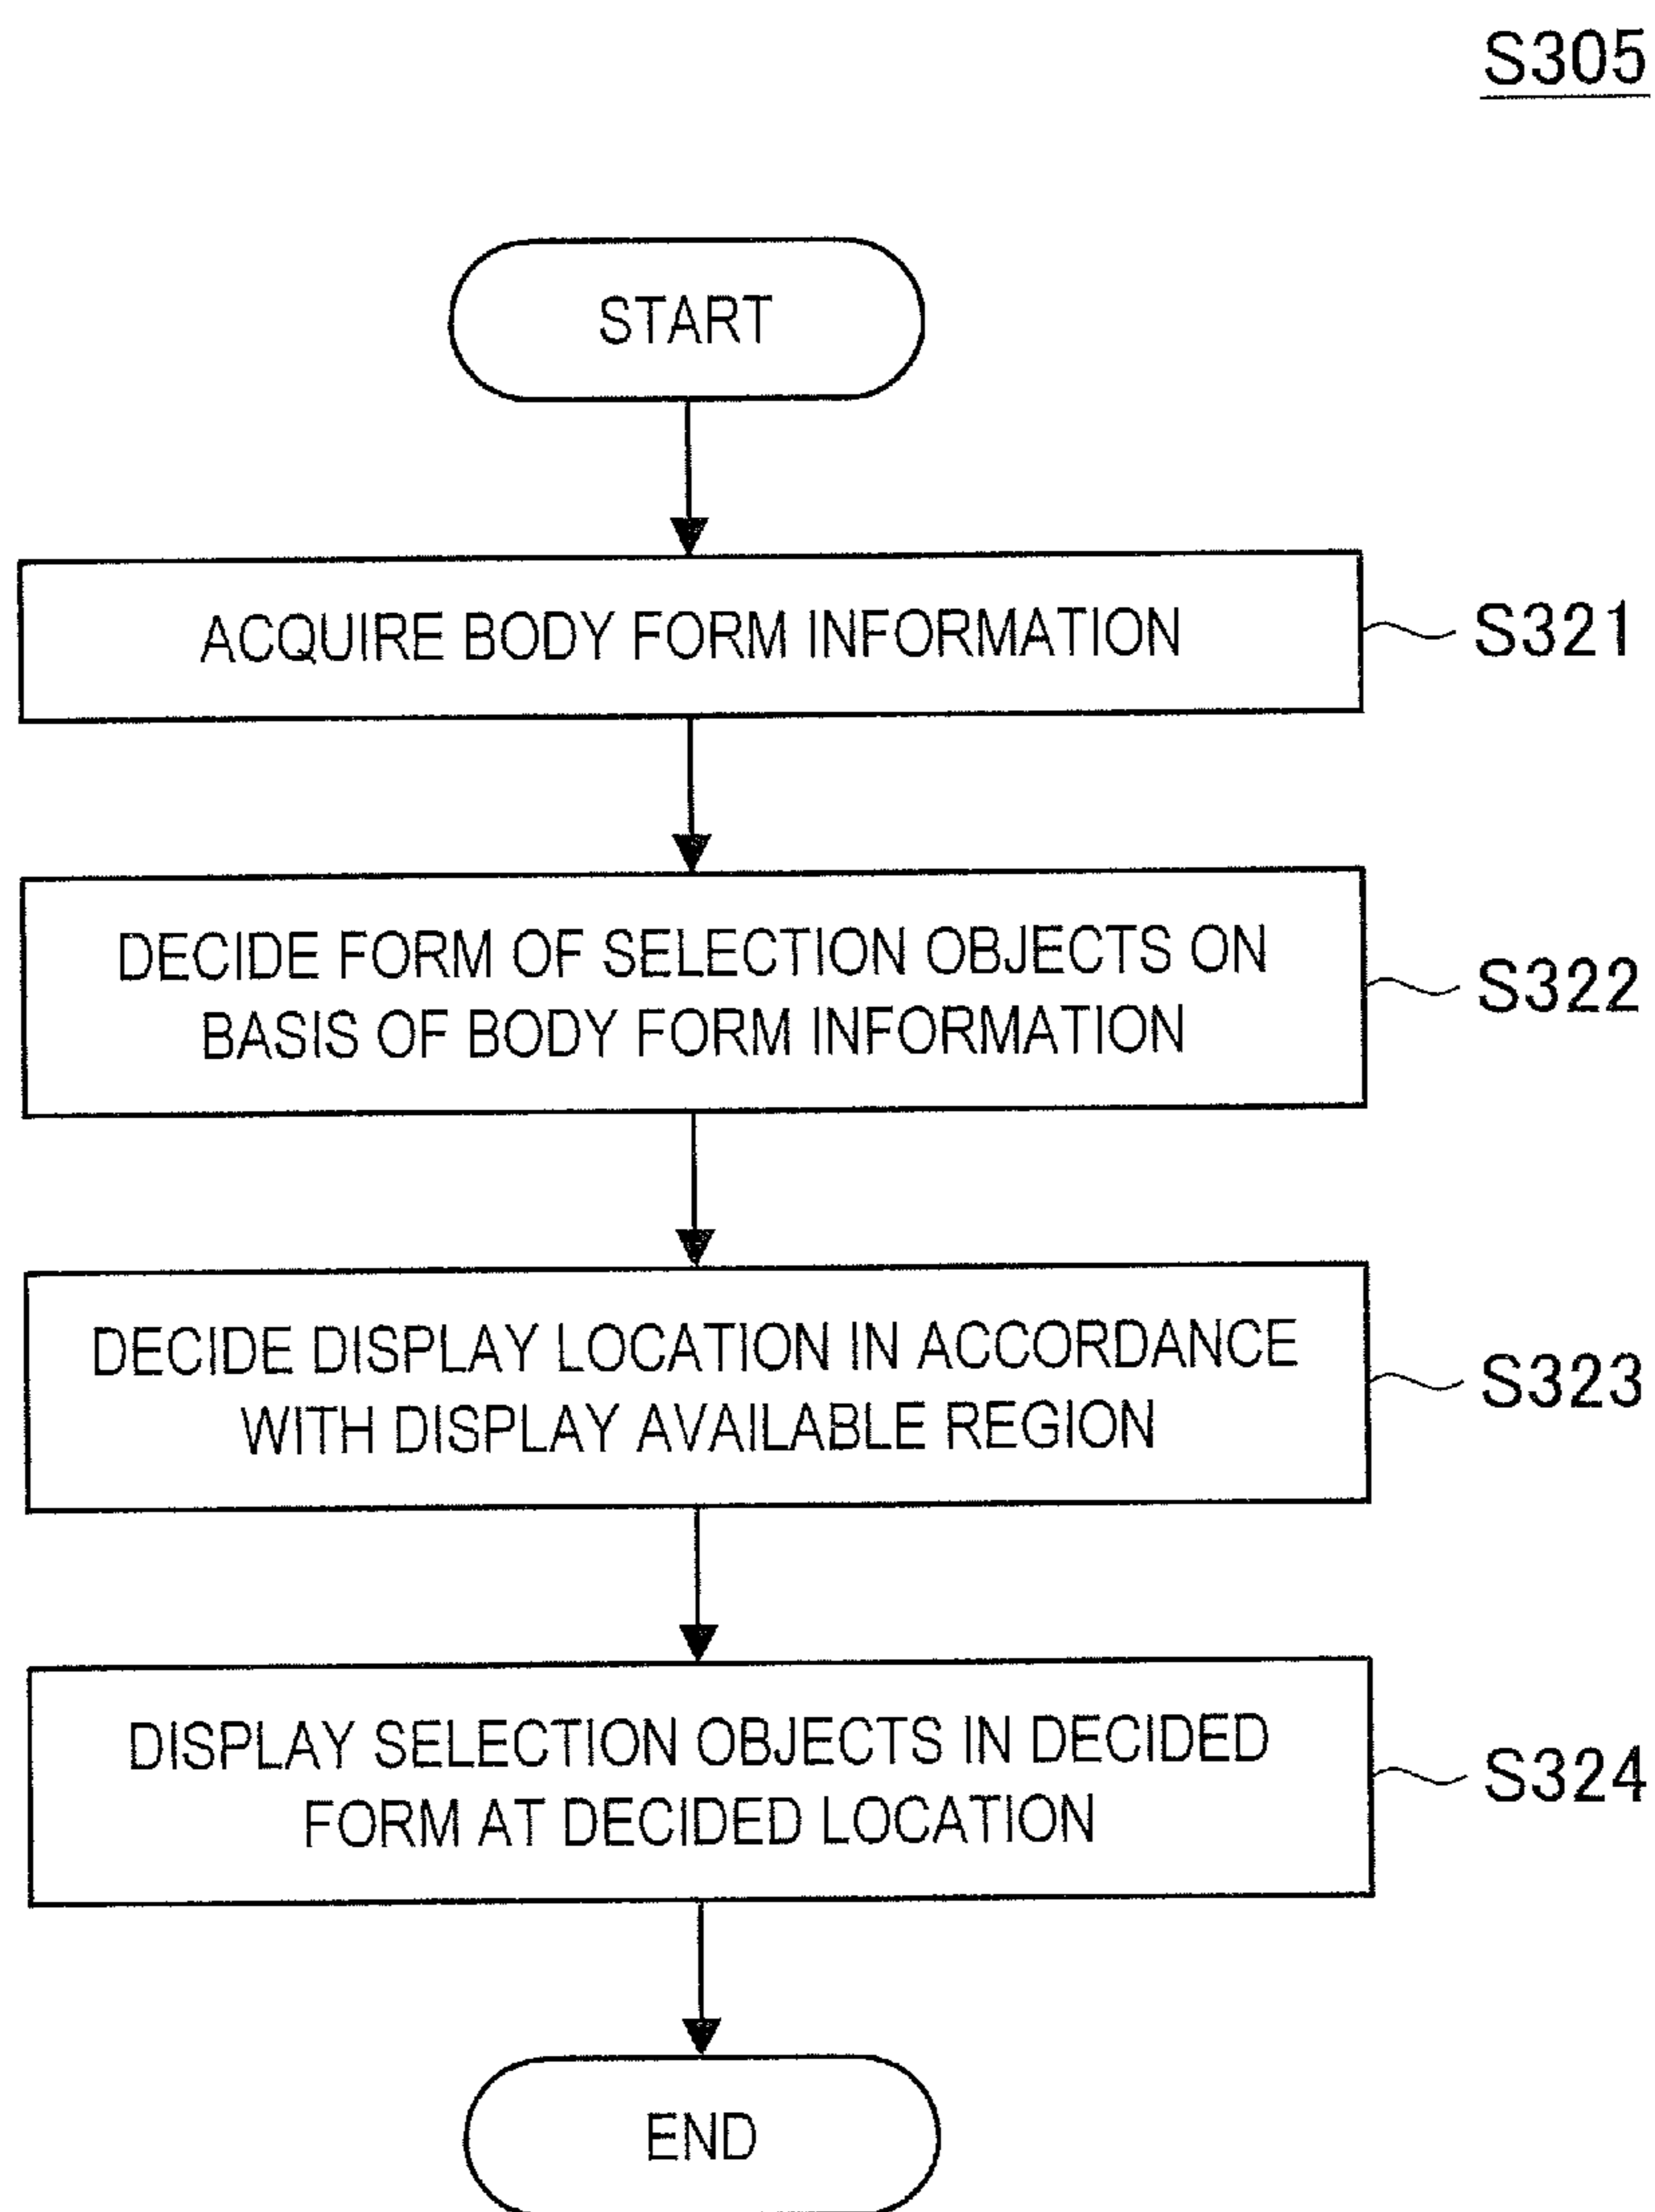 S305
START
ACQUIRE BODY FORM INFORMATION
S321
DECIDE FORM OF SELECTION OBJECTS ON
BASIS OF BODY FORM INFORMATION
S322
DECIDE DISPLAY LOCATION IN ACCORDANCE
WITH DISPLAY AVAILABLE REGION
S323
DISPLAY SELECTION OBJECTS IN DECIDED
FORM AT DECIDED LOCATION
S324
END